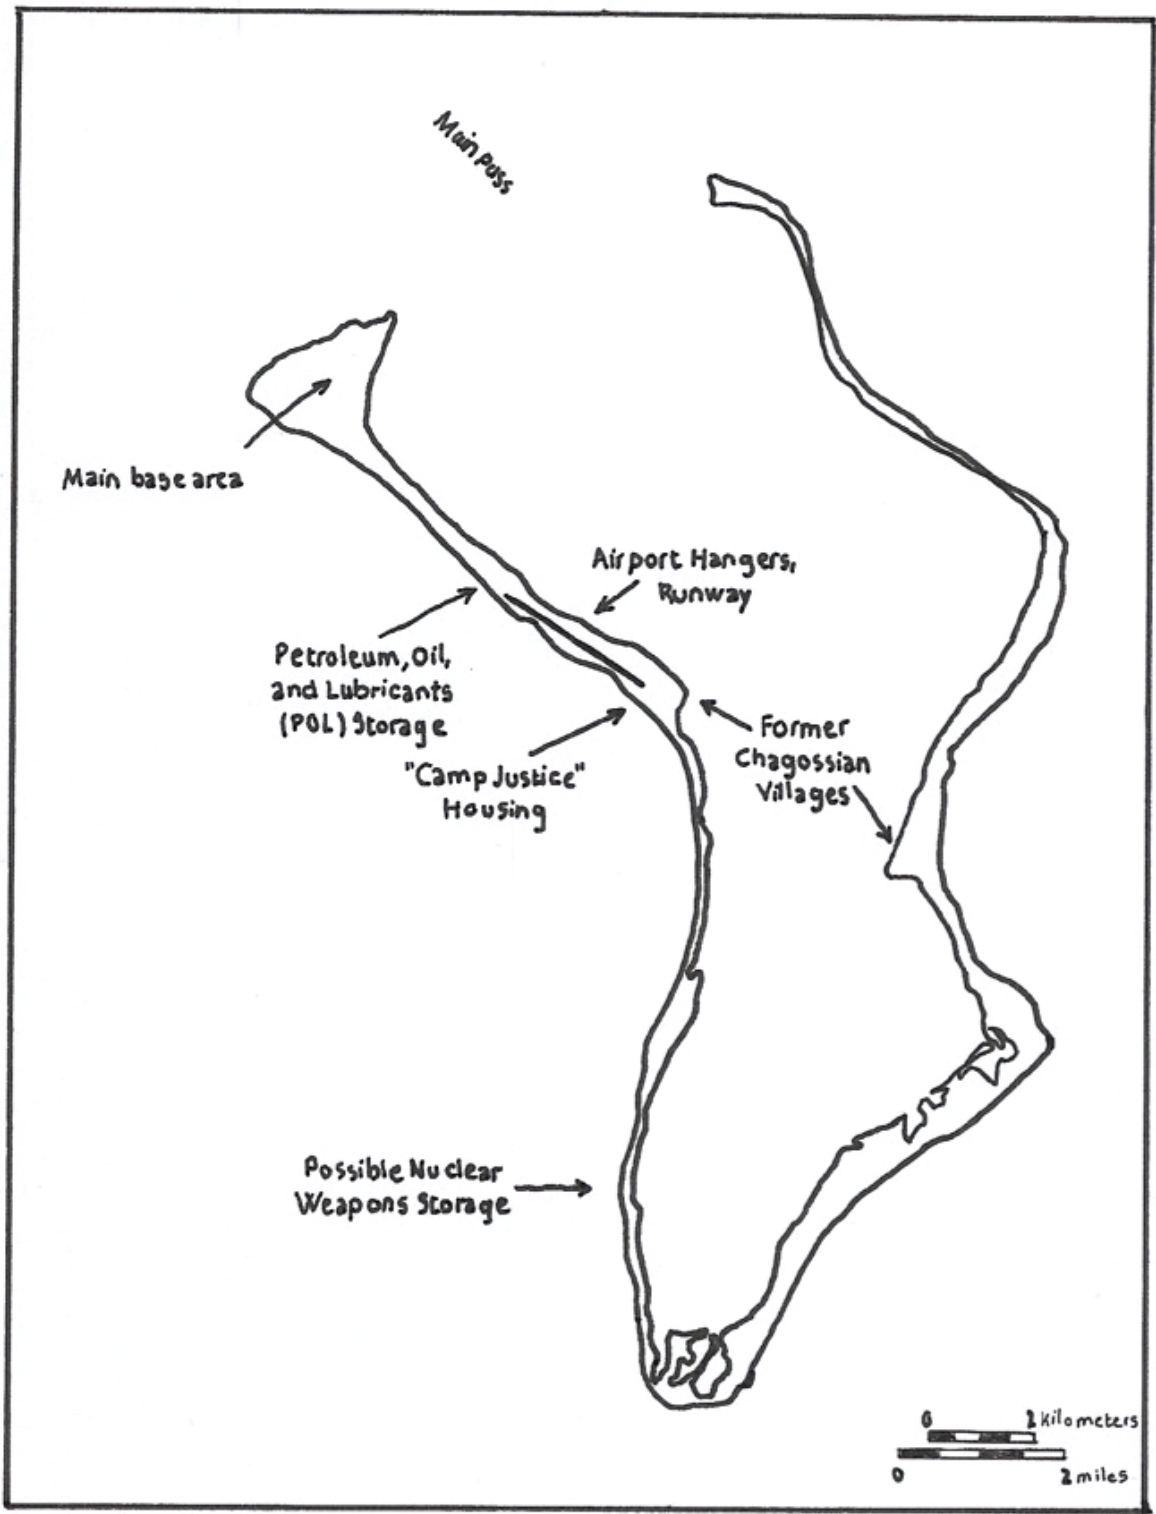 Main pass
Main base area
Airport Hangers,
Runway
Petroleum, Oil,
and Lubricants
(POL) Storage
"Camp Justice"
Housing
Former
Chagossian
Villages
Possible Nuclear
Weapons Storage
0 2 kilometers
0 2 miles